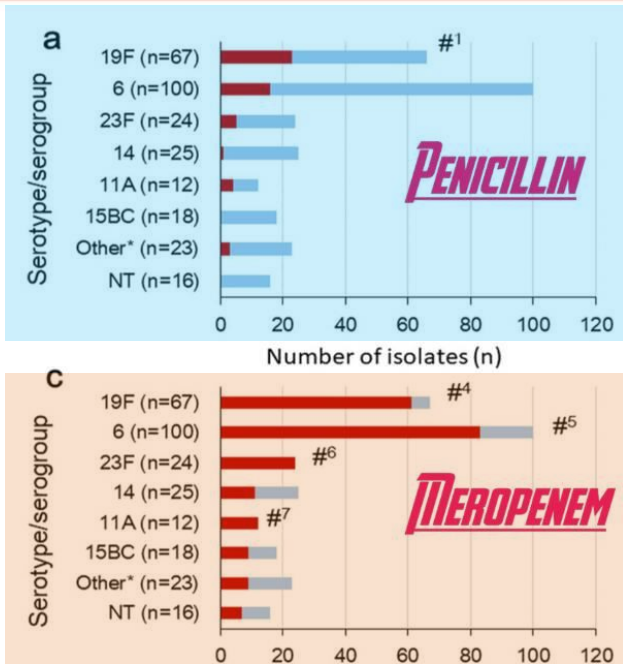 a
Serotype/serogroup
19F (n=67)
#1
6 (n=100)
23F (n=24)
14 (n=25)
11A (n=12)
15BC (n=18)
Other* (n=23)
NT (n=16)
PENICILLIN
0 20 40 60 80 100 120
Number of isolates (n)
c
Serotype/serogroup
19F (n=67)
#4
6 (n=100)
#5
23F (n=24)
#6
14 (n=25)
11A (n=12)
#7
15BC (n=18)
Other* (n=23)
NT (n=16)
MEROPENEM
0 20 40 60 80 100 120